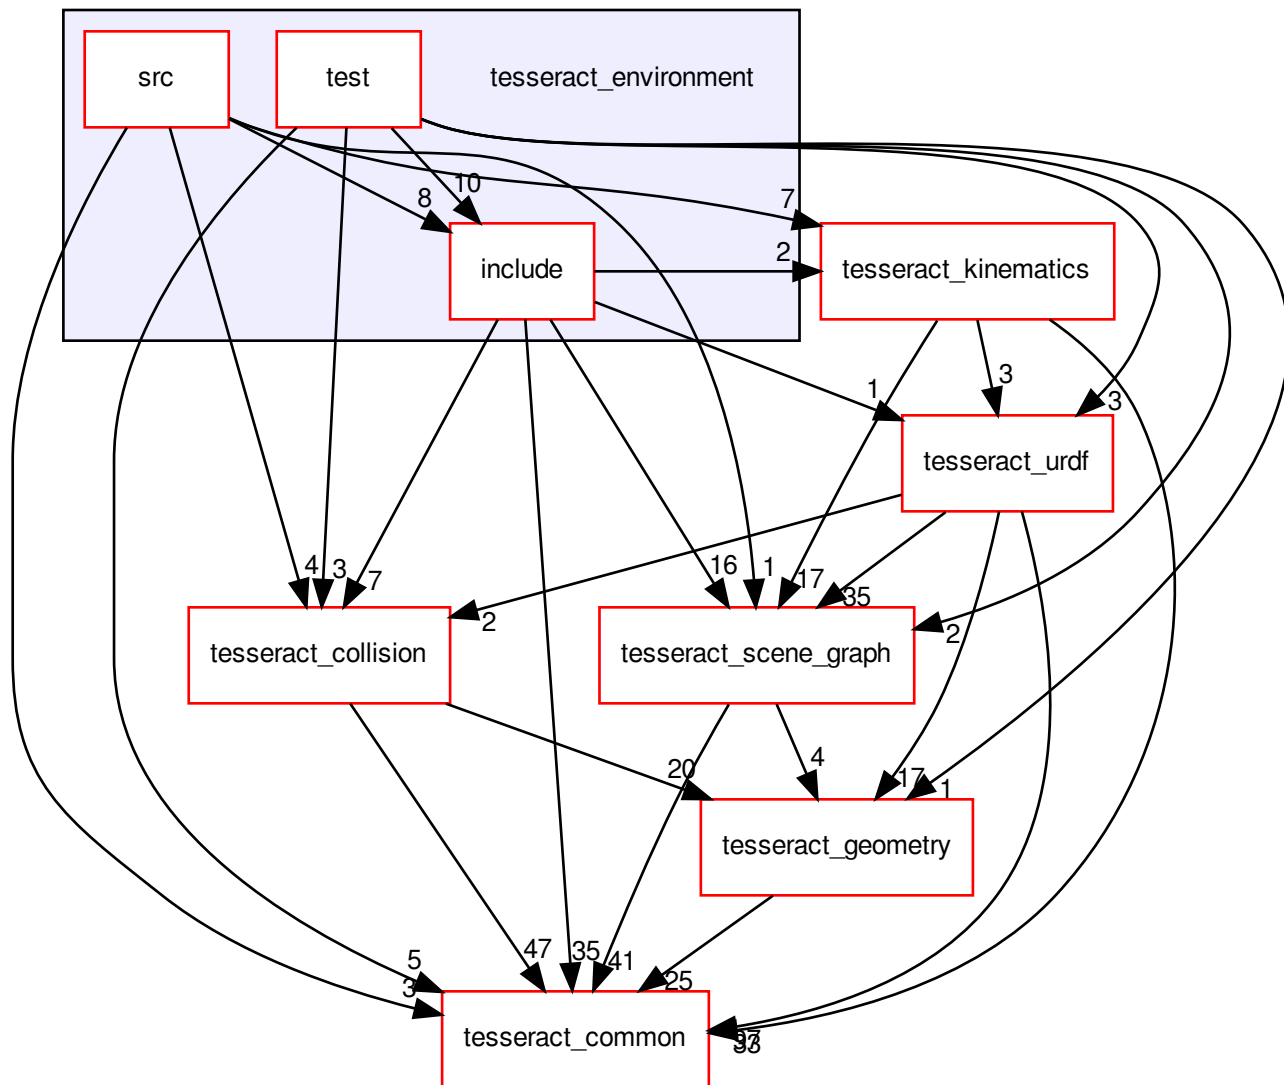 src
test
tesseract_environment
10
8
7
include
2
tesseract_kinematics
1
3
3
tesseract_urdf
4
3
7
16
1
17
35
2
2
tesseract_collision
tesseract_scene_graph
20
4
17
1
tesseract_geometry
5
3
47
35
41
25
tesseract_common